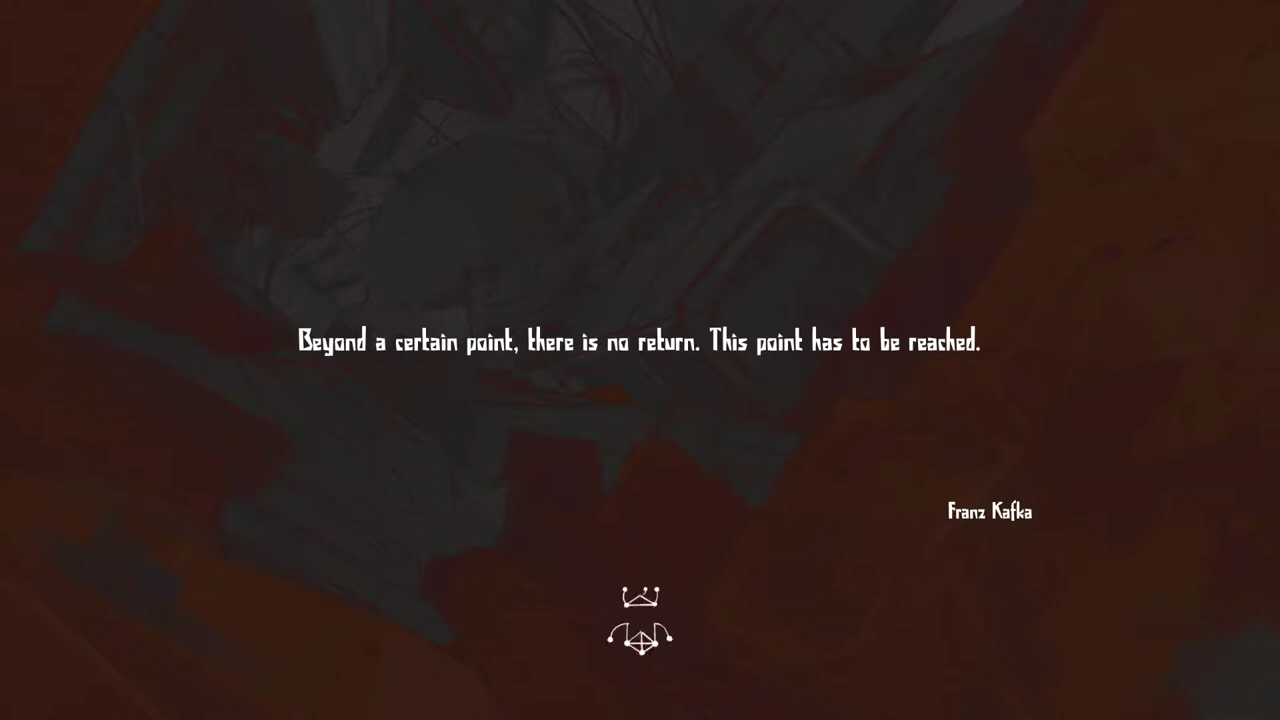 Beyond a certain point, there is no return. This point has to be reached.
Franz Kafka